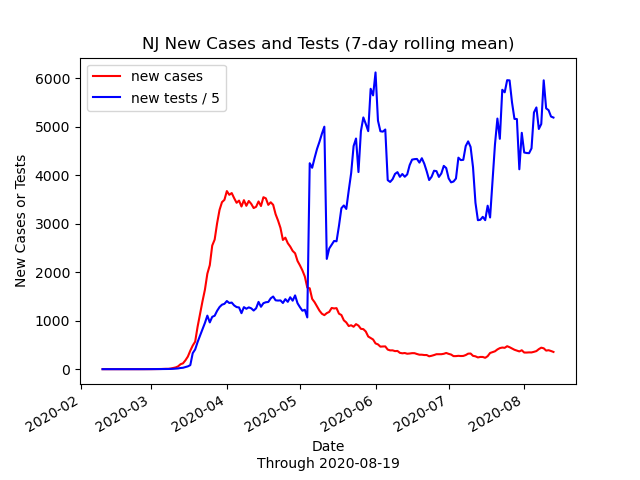 NJ New Cases and Tests (7-day rolling mean)
new cases
new tests / 5
6000
5000
4000
3000
2000
1000
0
New Cases or Tests
2020-02
2020-03
2020-04
2020-05
2020-06
2020-07
2020-08
Date
Through 2020-08-19